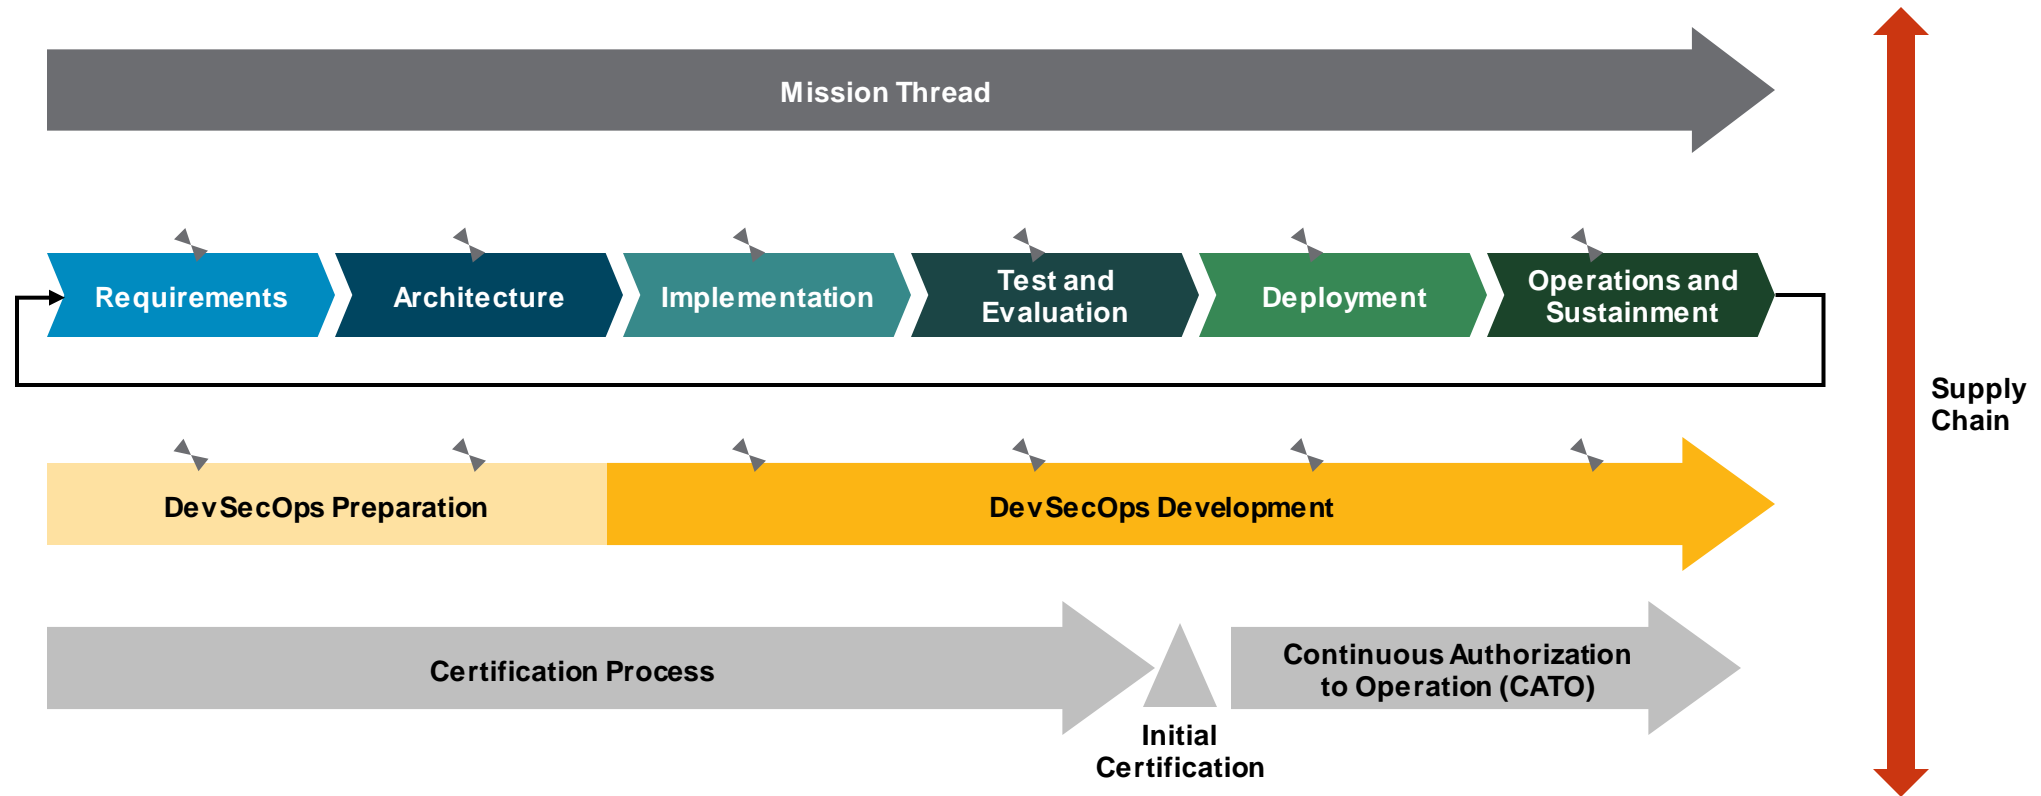 Mission Thread
Requirements
Architecture
Implementation
Test and
Evaluation
Deployment
Operations and
Sustainment
Supply
Chain
DevSecOps Preparation
DevSecOps Development
Certification Process
Continuous Authorization
to Operation (CATO)
Initial
Certification